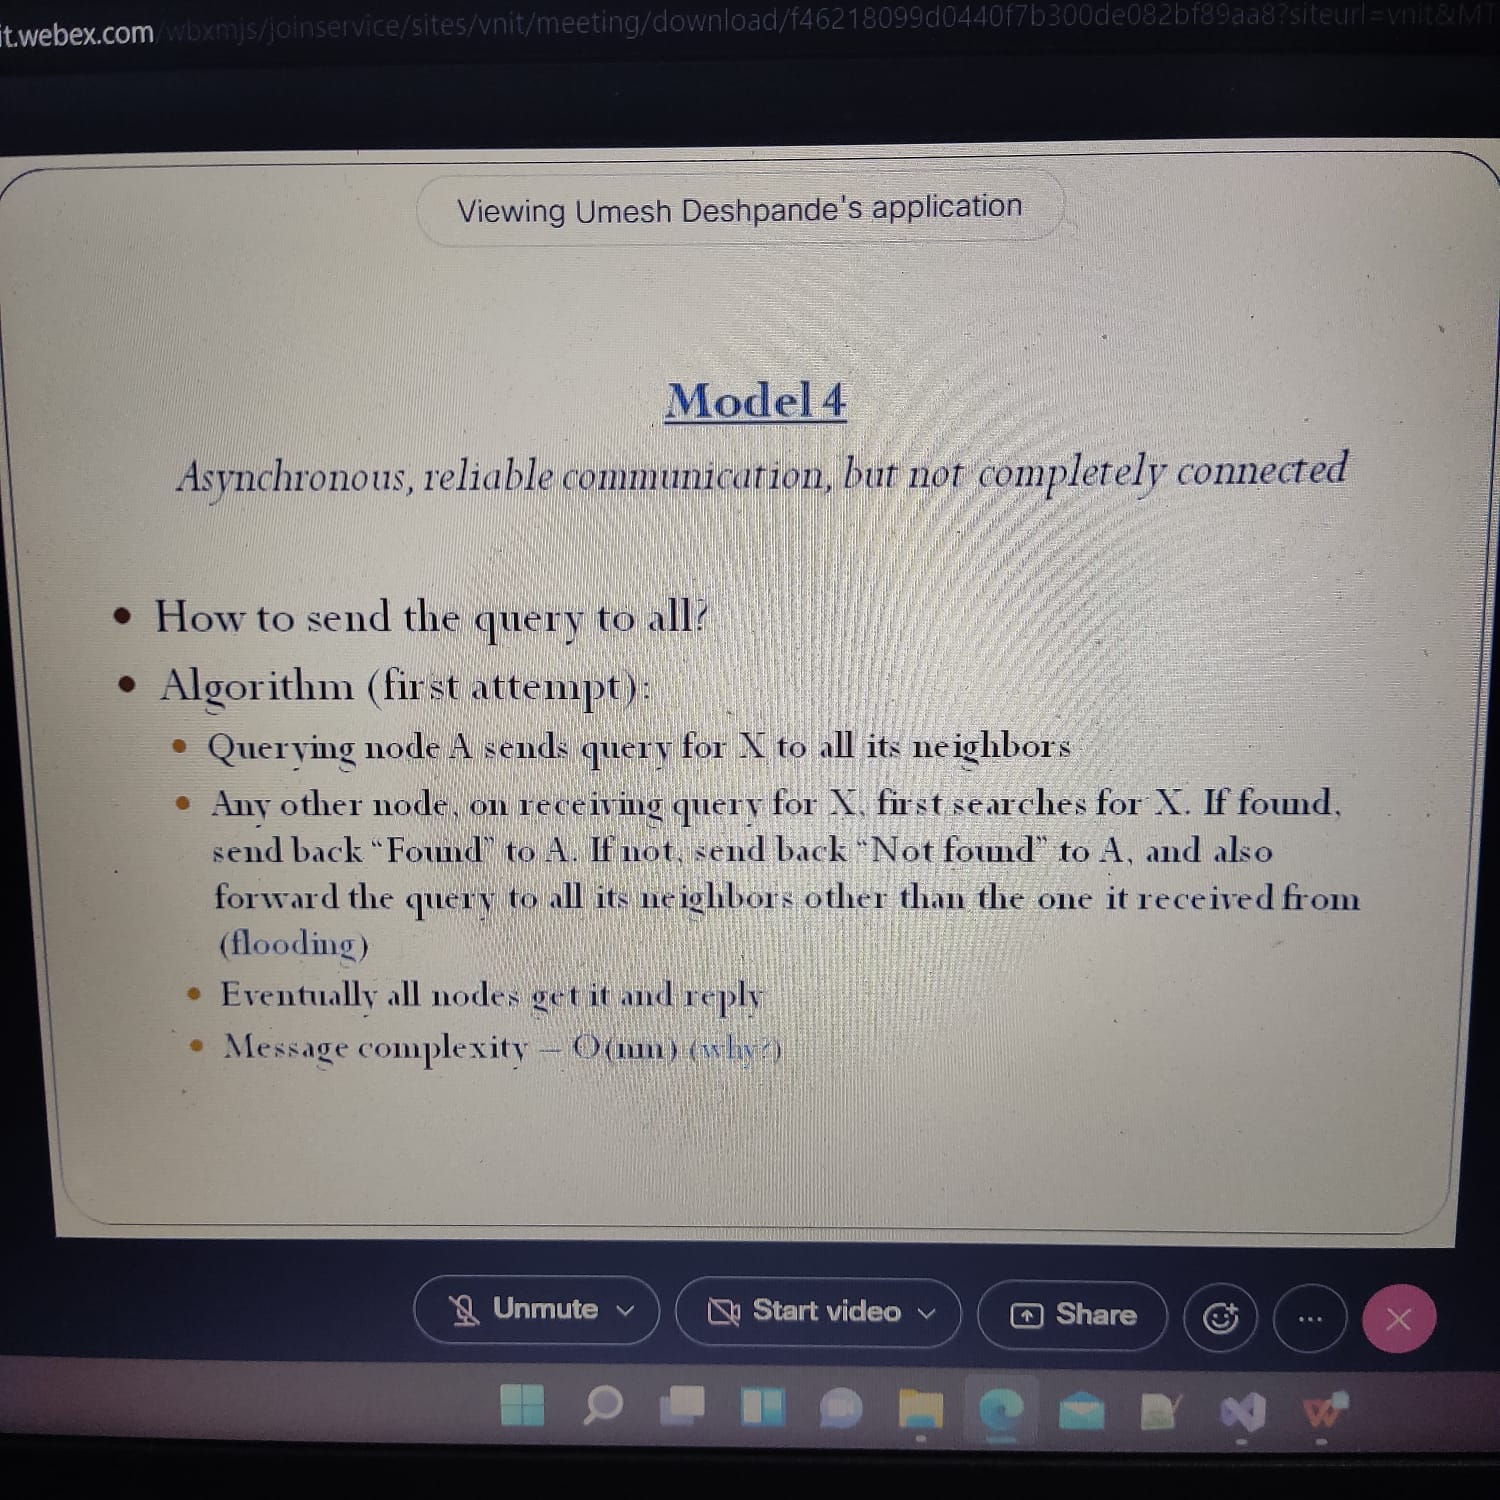 it.webex.com/wbxmjs/joinservice/sites/vnit/meeting/download/f46218099d0440f7b300de082bf89aa8?siteurl=vnit&MT
Viewing Umesh Deshpande's application
Model 4
Asynchronous, reliable communication, but not completely connected
• How to send the query to all?
• Algorithm (first attempt):
• Querying node A sends query for X to all its neighbors
• Any other node, on receiving query for X, first searches for X. If found,
send back “Found” to A. If not, send back “Not found” to A, and also
forward the query to all its neighbors other than the one it received from
(flooding)
• Eventually all nodes get it and reply
• Message complexity – O(nm) (why?)
Unmute
Start video
Share